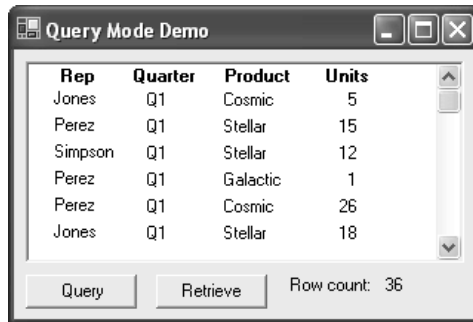 Query Mode Demo
Rep Quarter Product Units
Jones Q1 Cosmic 5
Perez Q1 Stellar 15
Simpson Q1 Stellar 12
Perez Q1 Galactic 1
Perez Q1 Cosmic 26
Jones Q1 Stellar 18
Query Retrieve Row count: 36